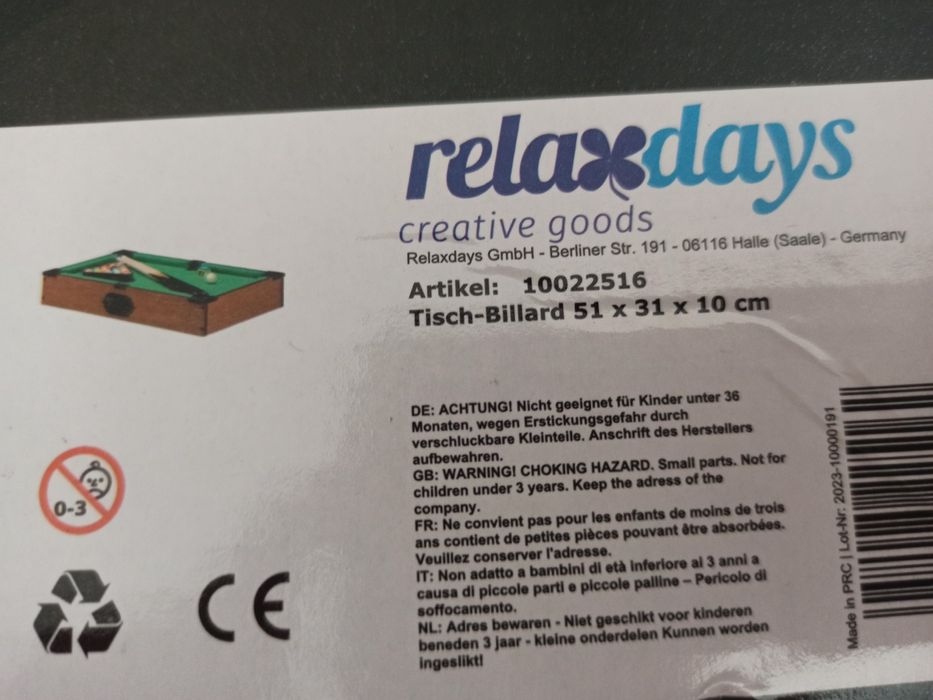 relaxdays
creative goods
Relaxdays GmbH - Berliner Str. 191 - 06116 Halle (Saale) - Germany
Artikel: 10022516
Tisch-Billard 51 x 31 x 10 cm
DE: ACHTUNG! Nicht geeignet für Kinder unter 36
Monaten, wegen Erstickungsgefahr durch
verschluckbare Kleinteile. Anschrift des Herstellers
aufbewahren.
GB: WARNING! CHOKING HAZARD. Small parts. Not for
children under 3 years. Keep the adress of the
company.
FR: Ne convient pas pour les enfants de moins de trois
ans contient de petites pièces pouvant être absorbées.
Veuillez conserver l'adresse.
IT: Non adatto a bambini di età inferiore ai 3 anni a
causa di piccole parti e piccole palline – Pericolo di
soffocamento.
NL: Adres bewaren - Niet geschikt voor kinderen
beneden 3 jaar - kleine onderdelen Kunnen worden
ingeslikt!
0-3
CE
Made in PRC | Lot-Nr: 2023-10000191